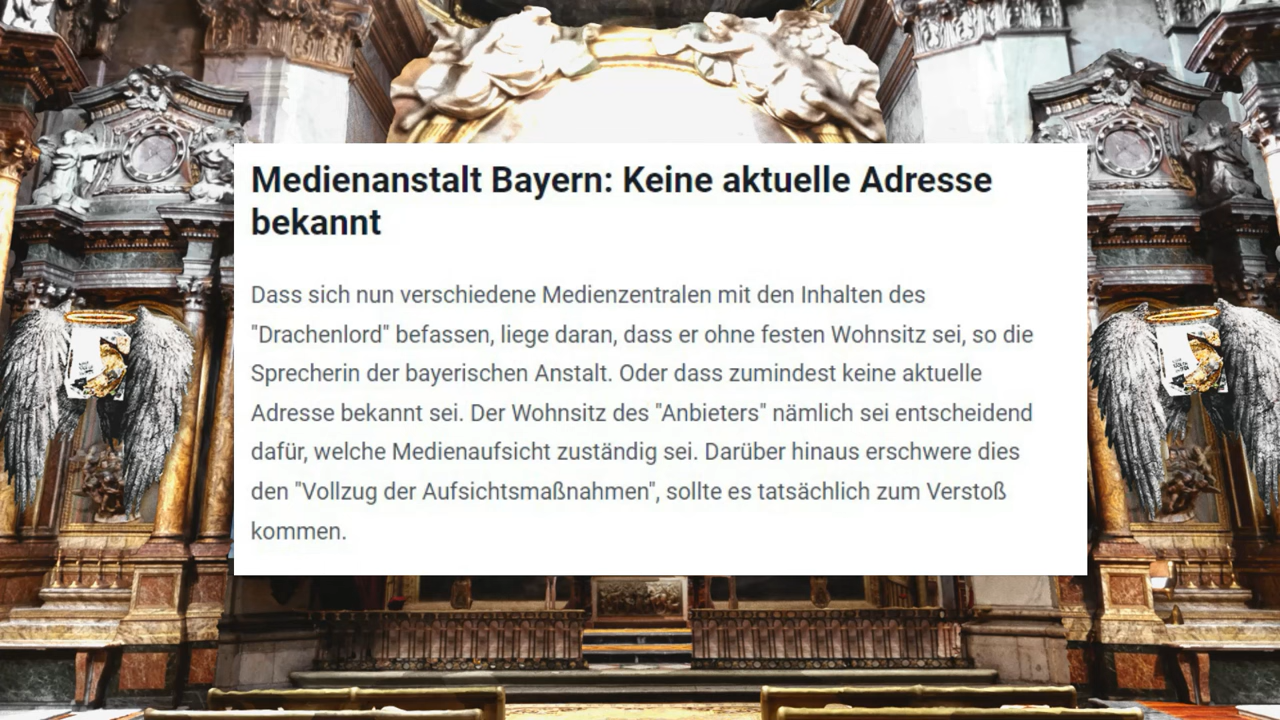 Medienanstalt Bayern: Keine aktuelle Adresse
bekannt
Dass sich nun verschiedene Medienzentralen mit den Inhalten des
"Drachenlord" befassen, liege daran, dass er ohne festen Wohnsitz sei, so die
Sprecherin der bayerischen Anstalt. Oder dass zumindest keine aktuelle
Adresse bekannt sei. Der Wohnsitz des "Anbieters" nämlich sei entscheidend
dafür, welche Medienaufsicht zuständig sei. Darüber hinaus erschwere dies
den "Vollzug der Aufsichtsmaßnahmen", sollte es tatsächlich zum Verstoß
kommen.